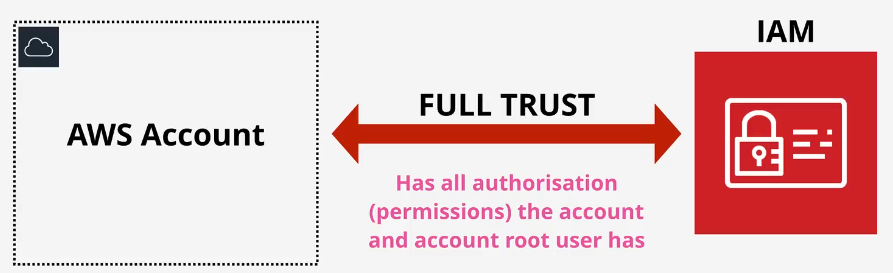 IAM
FULL TRUST
AWS Account
Has all authorisation
(permissions) the account
and account root user has